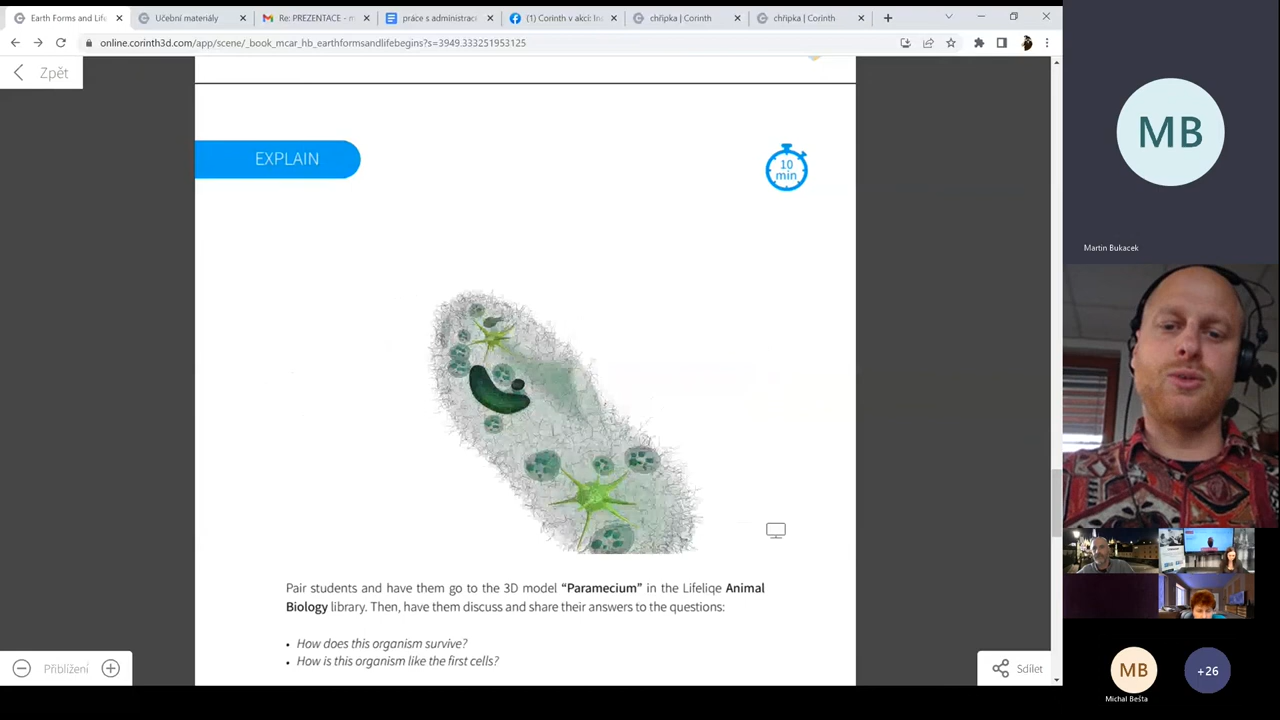 Earth Forms and Life
Učební materiály
Re: PREZENTACE - m
práce s administrac
(1) Corinth v akci: In
chřipka | Corinth
chřipka | Corinth
online.corinth3d.com/app/scene/_book_mcar_hb_earthformsandlifebegins?s=3949.333251953125
Zpět
EXPLAIN
10
min
Pair students and have them go to the 3D model “Paramecium” in the Lifeliqe Animal
Biology library. Then, have them discuss and share their answers to the questions:
• How does this organism survive?
• How is this organism like the first cells?
Přiblížení
Sdílet
MB
Martin Bukacek
MB
Michal Bešta
+26